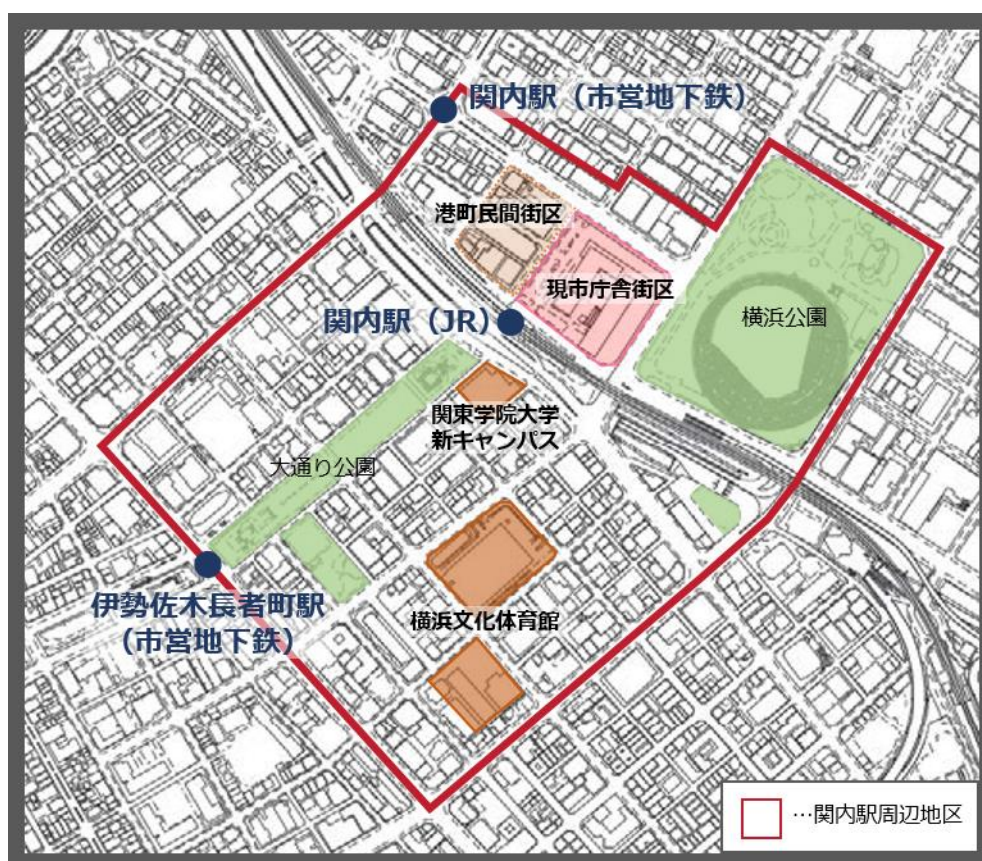 関内駅（市営地下鉄）
港町民間街区
現市庁舎街区
関内駅（JR）
横浜公園
関東学院大学
新キャンパス
大通り公園
伊勢佐木長者町駅
（市営地下鉄）
横浜文化体育館
…関内駅周辺地区